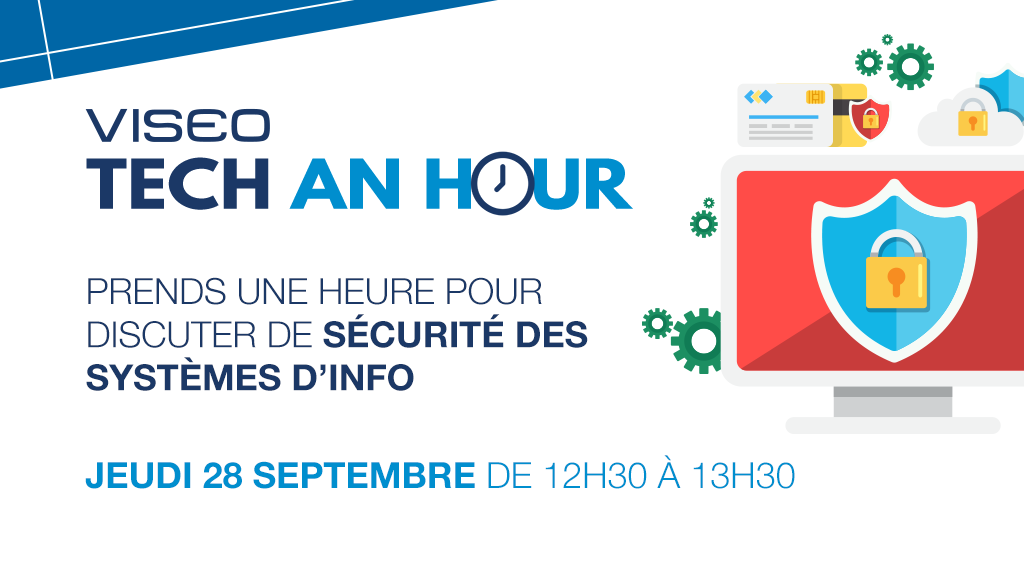 VISEO
TECH AN HOUR
PRENDS UNE HEURE POUR
DISCUTER DE SÉCURITÉ DES
SYSTÈMES D'INFO
JEUDI 28 SEPTEMBRE DE 12H30 À 13H30